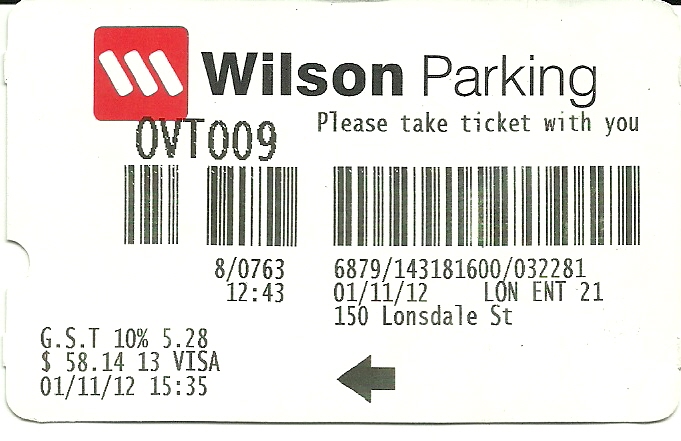 Wilson Parking
Please take ticket with you
OVT009
8/0763 6879/143181600/032281
12:43 01/11/12 LON ENT 21
150 Lonsdale St
G.S.T 10% 5.28
$ 58.14 13 VISA
01/11/12 15:35